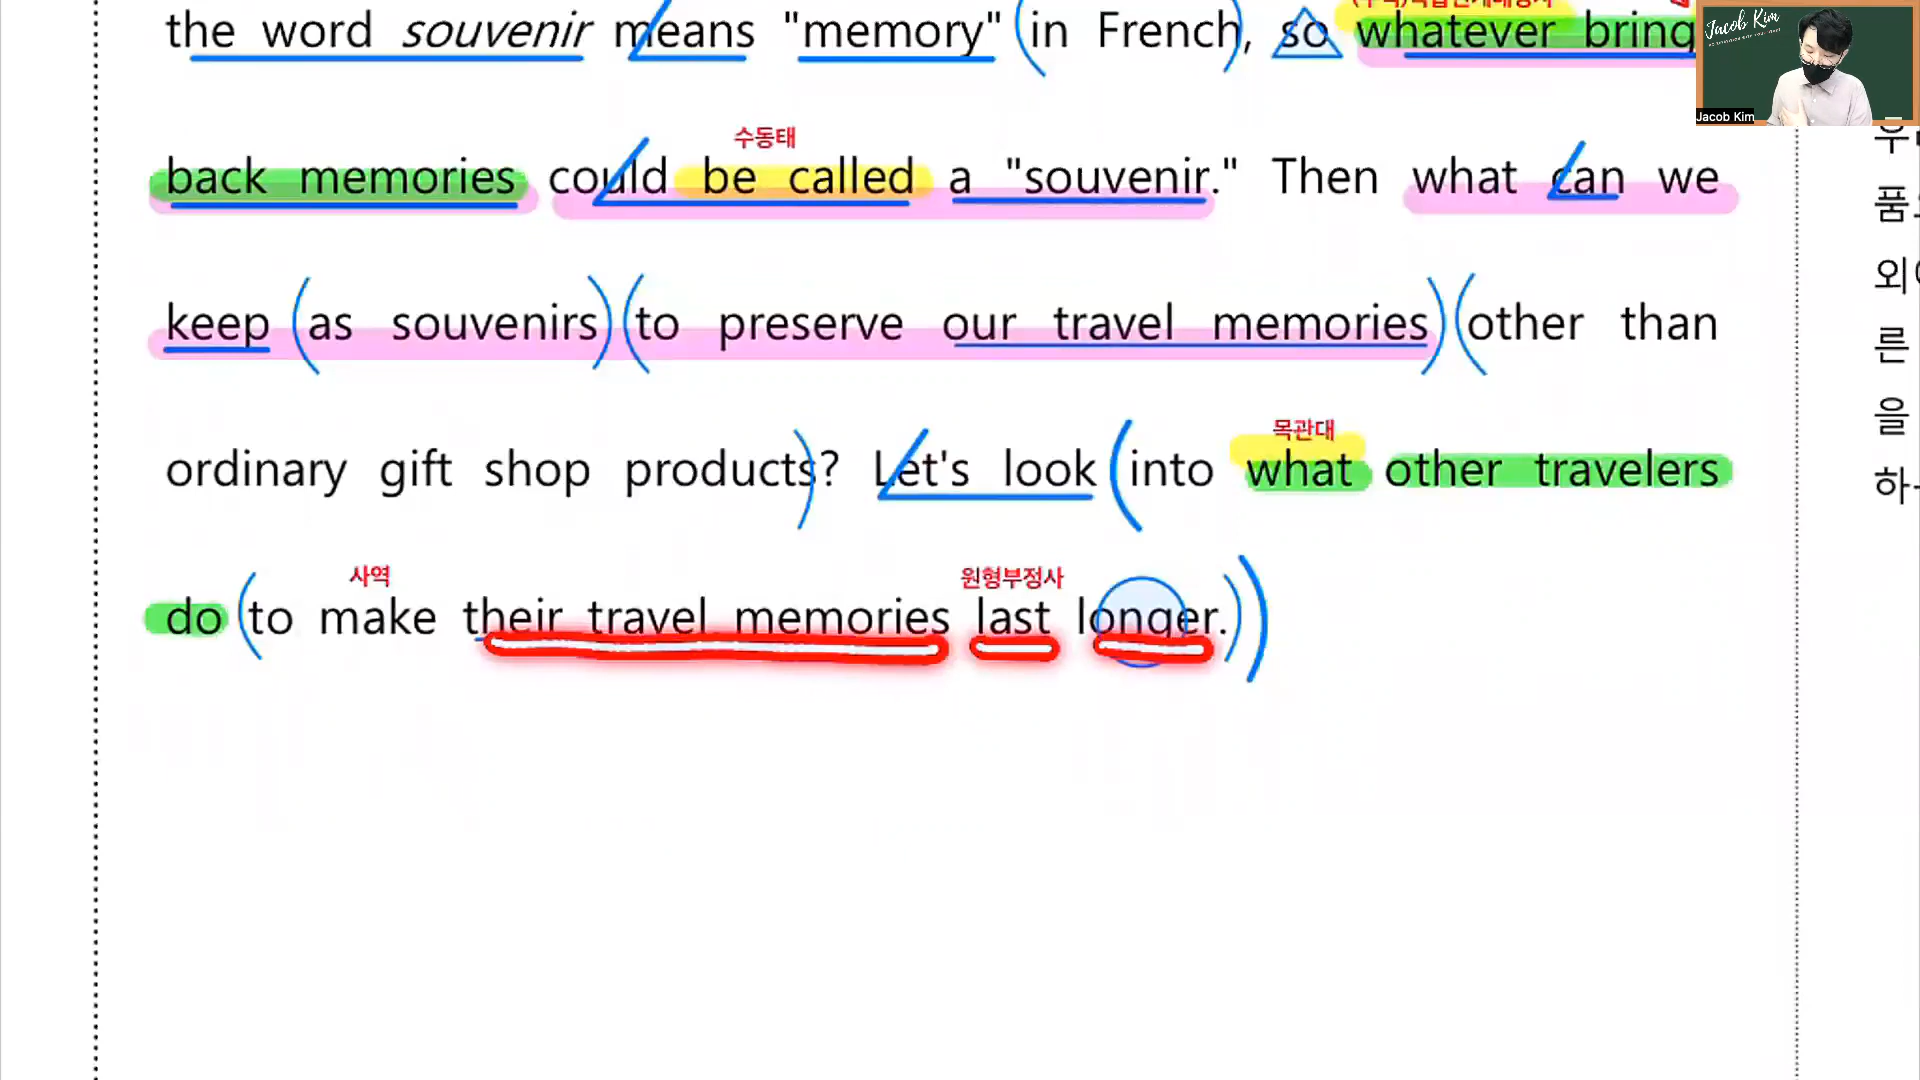 the word souvenir means "memory" (in French), so whatever bring
수동태
back memories could be called a "souvenir." Then what can we
keep (as souvenirs) (to preserve our travel memories) (other than
목관대
ordinary gift shop products)? Let's look (into what other travelers
사역 원형부정사
do (to make their travel memories last longer.))
Jacob Kim
Jacob Kim
외
른
을